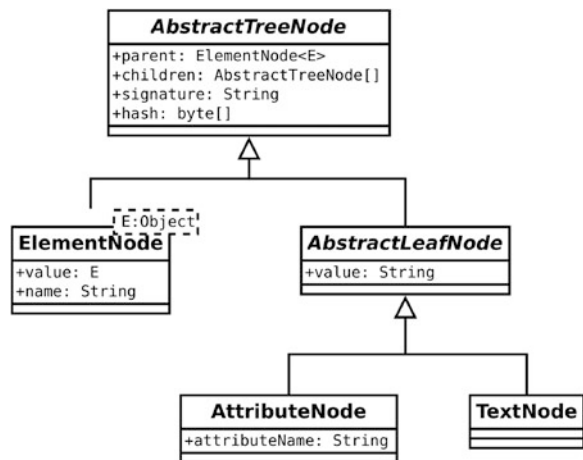 AbstractTreeNode
+parent: ElementNode<E>
+children: AbstractTreeNode[]
+signature: String
+hash: byte[]
E:Object
ElementNode
+value: E
+name: String
AbstractLeafNode
+value: String
AttributeNode
+attributeName: String
TextNode